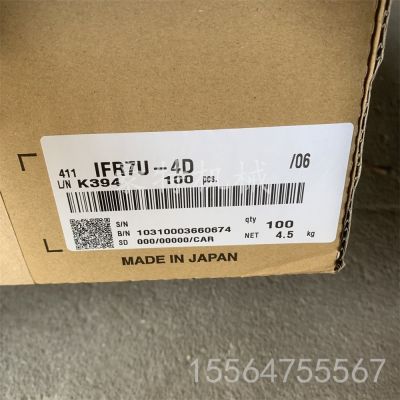 411 IFR7U-4D /06
L/N K394 100 pcs.
S/N
B/N 10310003660674
SD 000/00000/CAR
qty 100
NET 4.5 kg
MADE IN JAPAN
15564755567